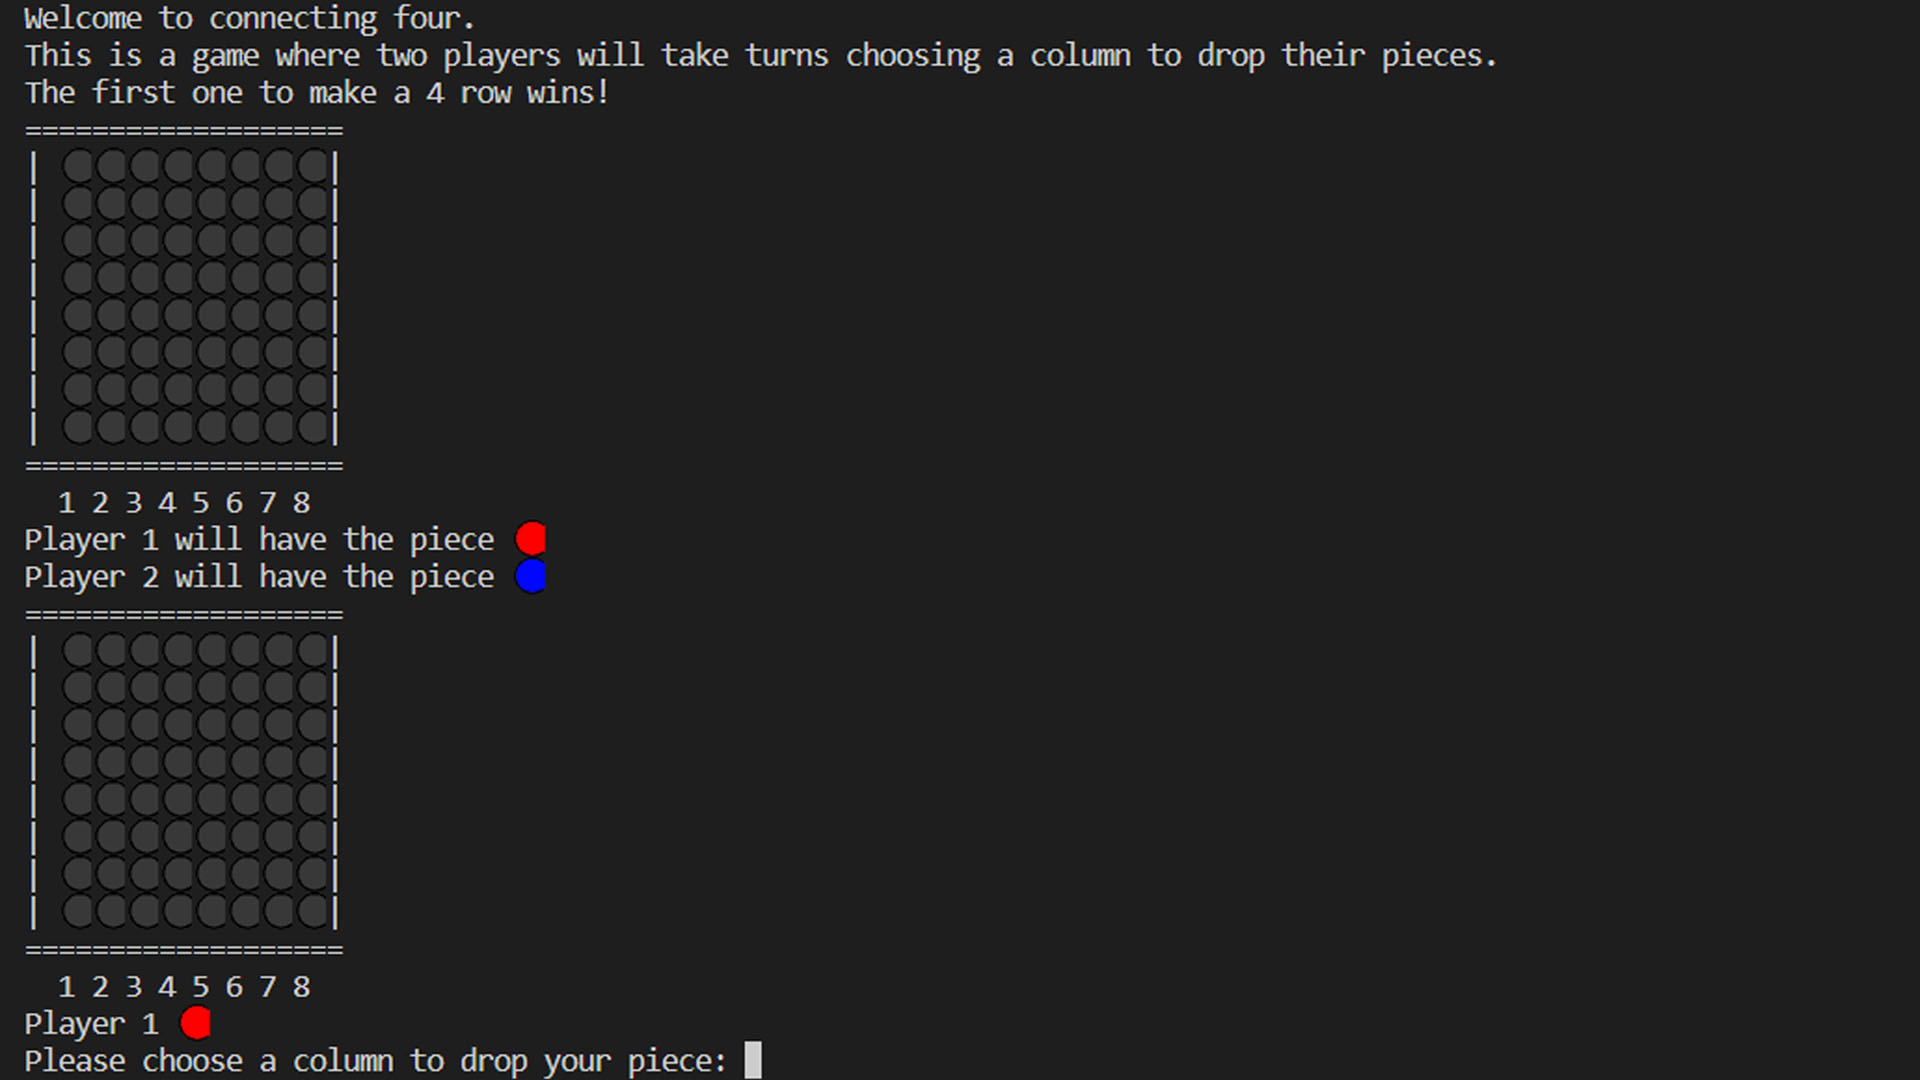 Welcome to connecting four.
This is a game where two players will take turns choosing a column to drop their pieces.
The first one to make a 4 row wins!
===================
| ⚫⚫⚫⚫⚫⚫⚫⚫|
| ⚫⚫⚫⚫⚫⚫⚫⚫|
| ⚫⚫⚫⚫⚫⚫⚫⚫|
| ⚫⚫⚫⚫⚫⚫⚫⚫|
| ⚫⚫⚫⚫⚫⚫⚫⚫|
| ⚫⚫⚫⚫⚫⚫⚫⚫|
| ⚫⚫⚫⚫⚫⚫⚫⚫|
| ⚫⚫⚫⚫⚫⚫⚫⚫|
===================
1 2 3 4 5 6 7 8
Player 1 will have the piece 🔴
Player 2 will have the piece 🔵
===================
| ⚫⚫⚫⚫⚫⚫⚫⚫|
| ⚫⚫⚫⚫⚫⚫⚫⚫|
| ⚫⚫⚫⚫⚫⚫⚫⚫|
| ⚫⚫⚫⚫⚫⚫⚫⚫|
| ⚫⚫⚫⚫⚫⚫⚫⚫|
| ⚫⚫⚫⚫⚫⚫⚫⚫|
| ⚫⚫⚫⚫⚫⚫⚫⚫|
| ⚫⚫⚫⚫⚫⚫⚫⚫|
===================
1 2 3 4 5 6 7 8
Player 1 🔴
Please choose a column to drop your piece: